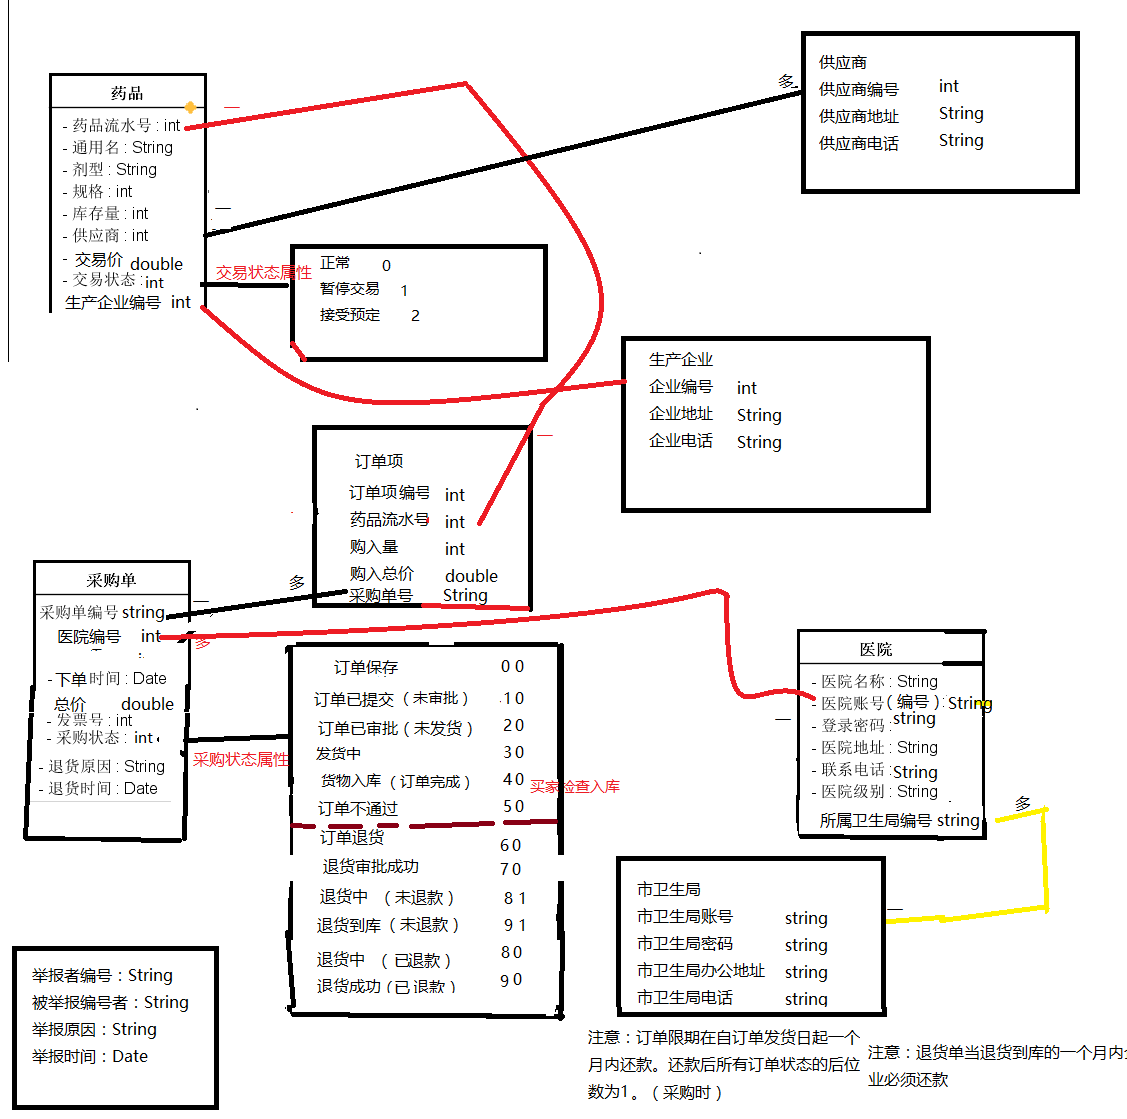 药品
一
- 药品流水号 : int
- 通用名 : String
- 剂型 : String
- 规格 : int
- 库存量 : int
- 供应商 : int
- 交易价 double
- 交易状态 : int
生产企业编号 int
一
多
供应商
供应商编号 int
供应商地址 String
供应商电话 String
交易状态属性
正常 0
暂停交易 1
接受预定 2
生产企业
企业编号 int
企业地址 String
企业电话 String
一
订单项
订单项编号 int
药品流水号 int
购入量 int
购入总价 double
采购单号 String
多
采购单
采购单编号 string
医院编号 int
- 下单时间 : Date
总价 double
- 发票号 : int
- 采购状态 : int
- 退货原因 : String
- 退货时间 : Date
一
多
采购状态属性
订单保存 00
订单已提交（未审批） 10
订单已审批（未发货） 20
发货中 30
货物入库（订单完成） 40
订单不通过 50
订单退货 60
退货审批成功 70
退货中 （未退款） 81
退货到库（未退款） 91
退货中 （已退款） 80
退货成功（已退款） 90
买家检查入库
医院
- 医院名称 : String
- 医院账号（编号）: String
- 登录密码 : string
- 医院地址 : String
- 联系电话 : String
- 医院级别 : String
所属卫生局编号 string
一
多
市卫生局
市卫生局账号 string
市卫生局密码 string
市卫生局办公地址 string
市卫生局电话 string
一
举报者编号：String
被举报编号者：String
举报原因：String
举报时间：Date
注意：订单限期在自订单发货日起一个
月内还款。还款后所有订单状态的后位
数为1。（采购时）
注意：退货单当退货到库的一个月内企
业必须还款